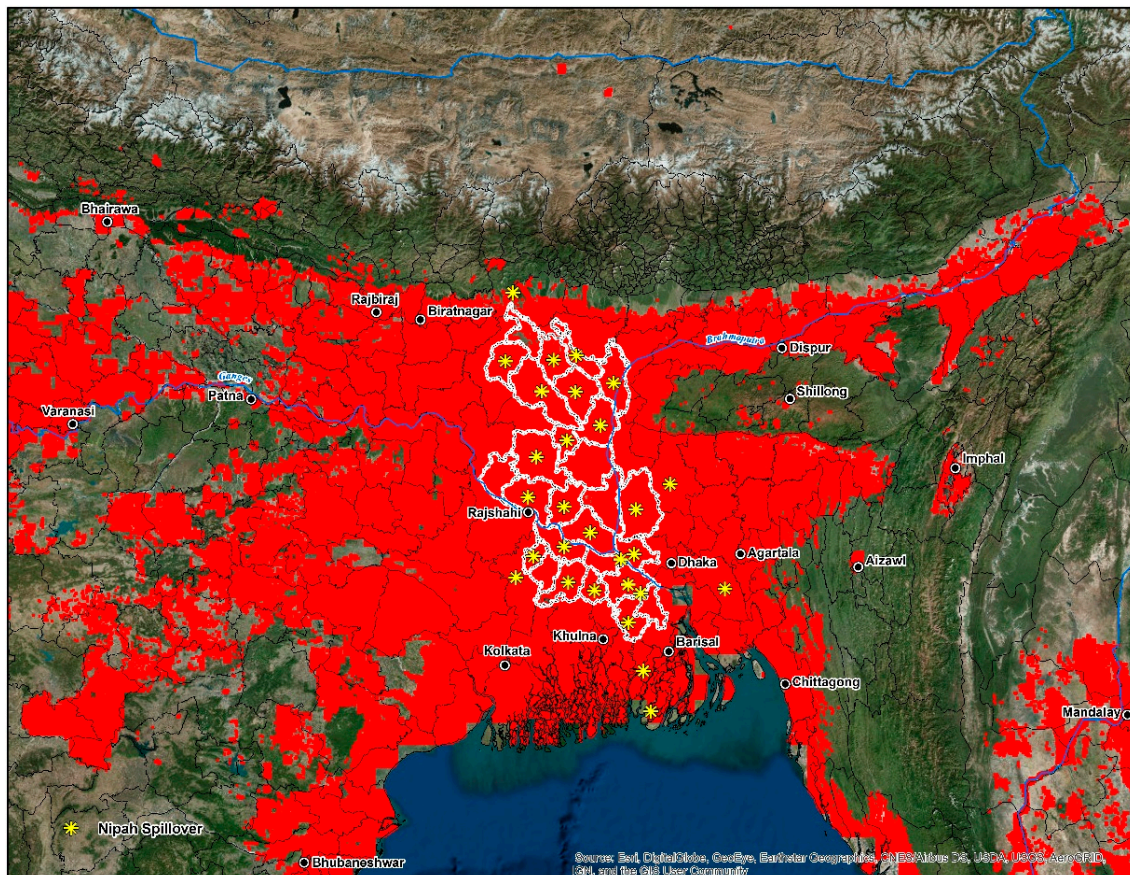 Bhairawa
Rajbiraj
Biratnagar
Brahmaputra
Dispur
Ganges
Patna
Shillong
Varanasi
Imphal
Rajshahi
Dhaka
Agartala
Aizawl
Khulna
Barisal
Kolkata
Chittagong
Mandalay
Nipah Spillover
Bhubaneshwar
Source: Esri, DigitalGlobe, GeoEye, Earthstar Geographics, CNES/Airbus DS, USDA, USGS, AeroGRID,
IGN, and the GIS User Community